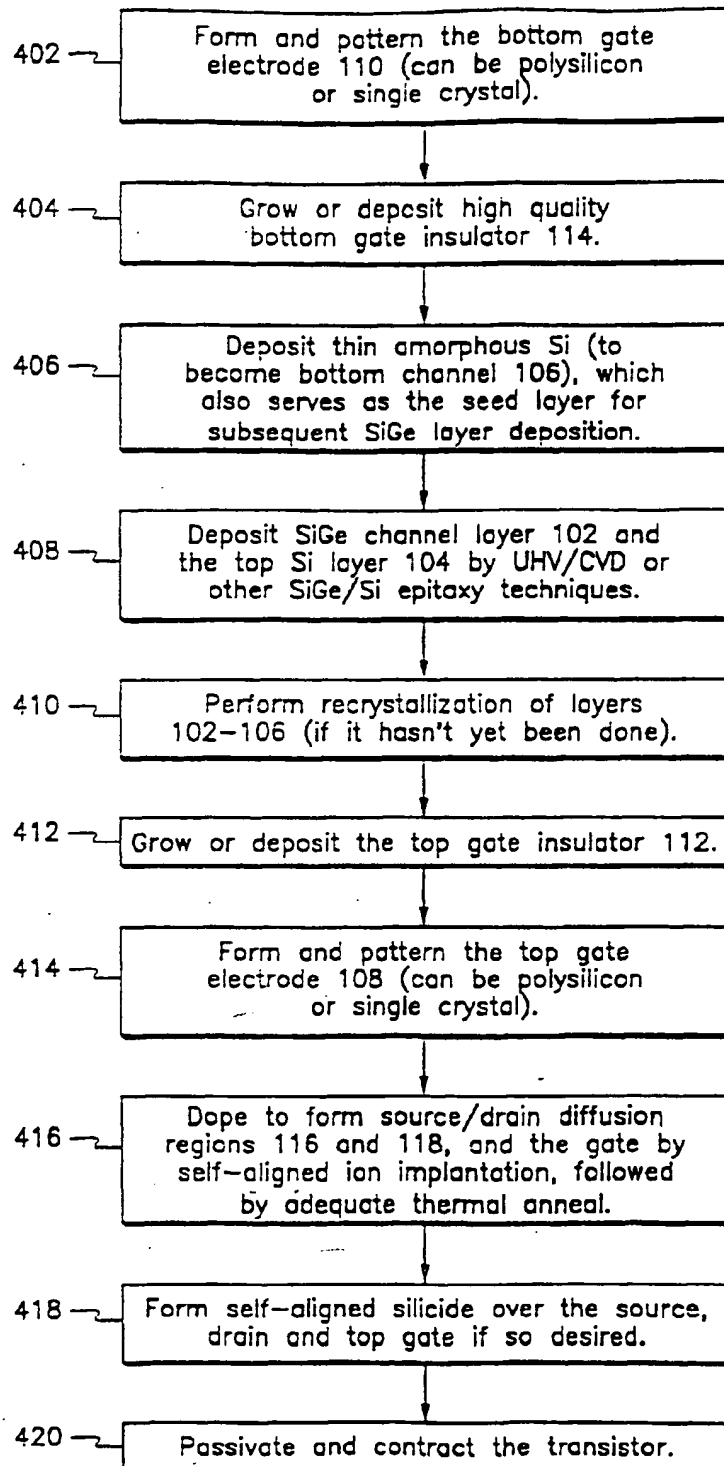 402
Form and pattern the bottom gate
electrode 110 (can be polysilicon
or single crystal).
404
Grow or deposit high quality
bottom gate insulator 114.
406
Deposit thin amorphous Si (to
become bottom channel 106), which
also serves as the seed layer for
subsequent SiGe layer deposition.
408
Deposit SiGe channel layer 102 and
the top Si layer 104 by UHV/CVD or
other SiGe/Si epitaxy techniques.
410
Perform recrystallization of layers
102-106 (if it hasn't yet been done).
412
Grow or deposit the top gate insulator 112.
414
Form and pattern the top gate
electrode 108 (can be polysilicon
or single crystal).
416
Dope to form source/drain diffusion
regions 116 and 118, and the gate by
self-aligned ion implantation, followed
by adequate thermal anneal.
418
Form self-aligned silicide over the source,
drain and top gate if so desired.
420
Passivate and contract the transistor.